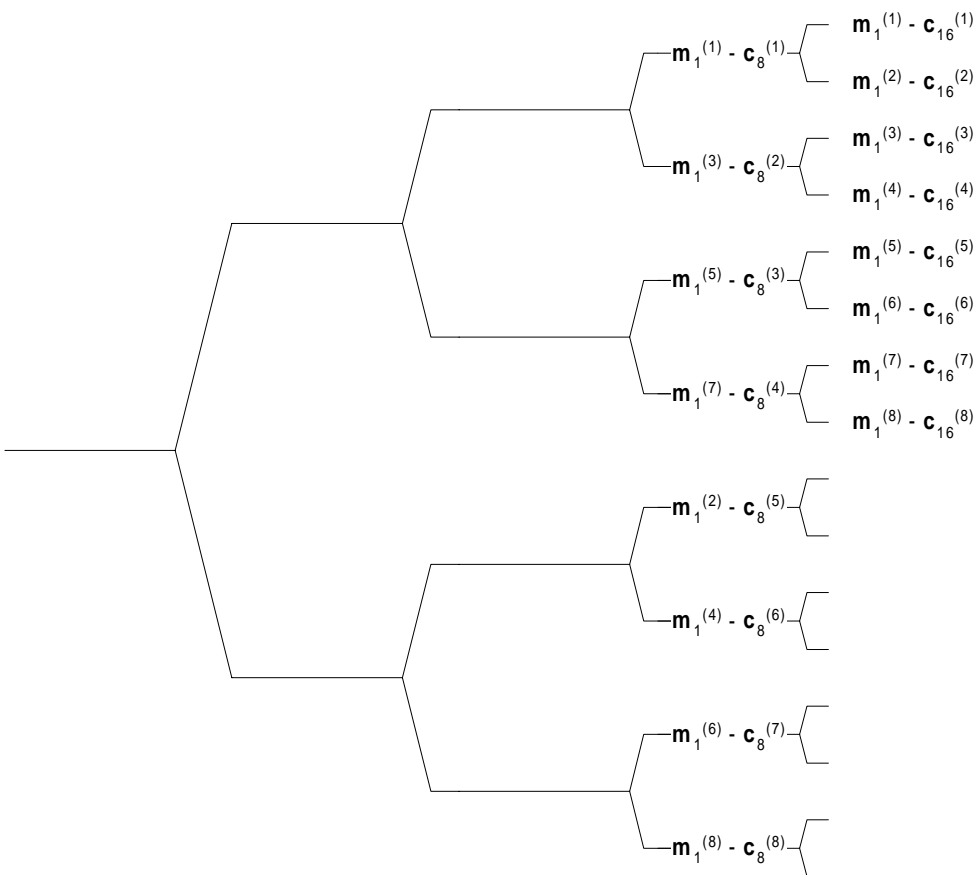 m₁⁽¹⁾ - c₈⁽¹⁾
m₁⁽³⁾ - c₈⁽²⁾
m₁⁽⁵⁾ - c₈⁽³⁾
m₁⁽⁷⁾ - c₈⁽⁴⁾
m₁⁽²⁾ - c₈⁽⁵⁾
m₁⁽⁴⁾ - c₈⁽⁶⁾
m₁⁽⁶⁾ - c₈⁽⁷⁾
m₁⁽⁸⁾ - c₈⁽⁸⁾
m₁⁽¹⁾ - c₁₆⁽¹⁾
m₁⁽²⁾ - c₁₆⁽²⁾
m₁⁽³⁾ - c₁₆⁽³⁾
m₁⁽⁴⁾ - c₁₆⁽⁴⁾
m₁⁽⁵⁾ - c₁₆⁽⁵⁾
m₁⁽⁶⁾ - c₁₆⁽⁶⁾
m₁⁽⁷⁾ - c₁₆⁽⁷⁾
m₁⁽⁸⁾ - c₁₆⁽⁸⁾